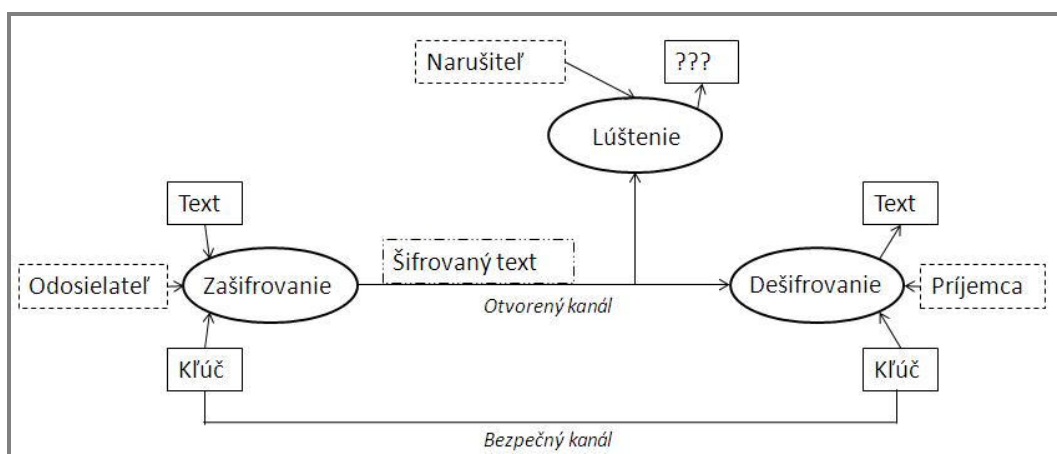 Narušiteľ
???
Lúštenie
Text
Text
Šifrovaný text
Odosielateľ
Zašifrovanie
Dešifrovanie
Príjemca
Otvorený kanál
Kľúč
Kľúč
Bezpečný kanál